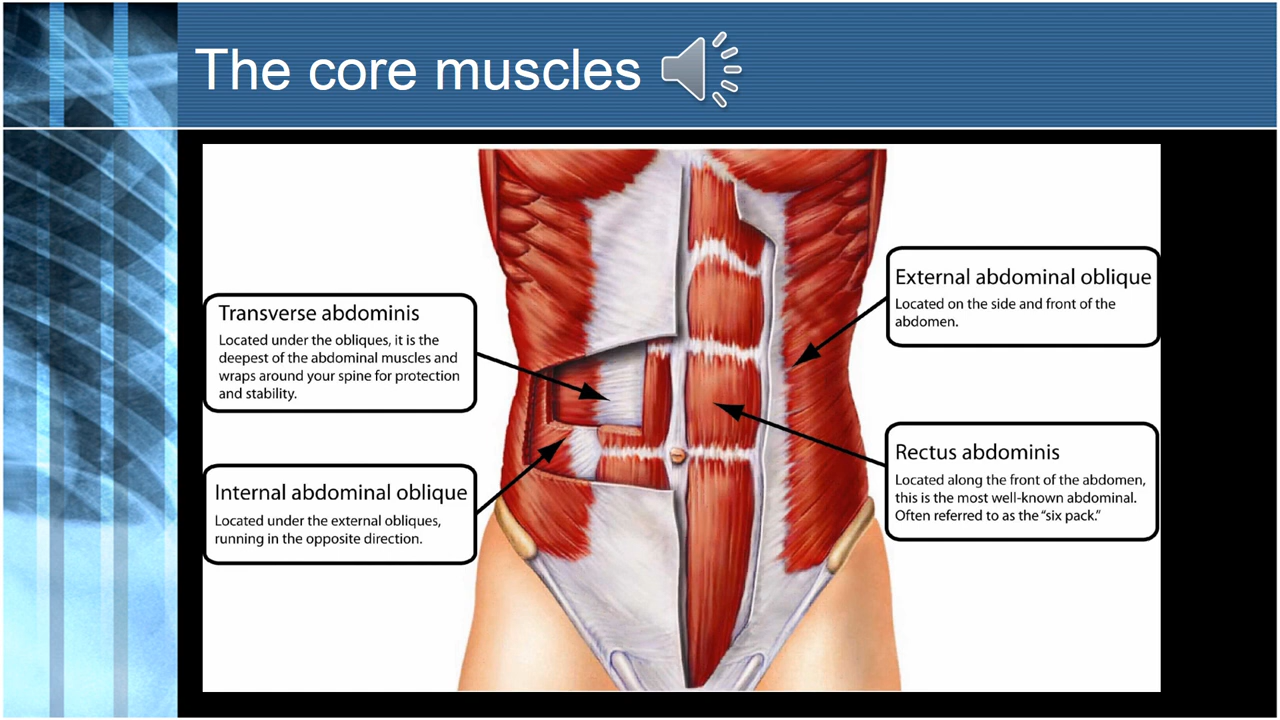 The core muscles
Transverse abdominis
Located under the obliques, it is the
deepest of the abdominal muscles and
wraps around your spine for protection
and stability.
Internal abdominal oblique
Located under the external obliques,
running in the opposite direction.
External abdominal oblique
Located on the side and front of the
abdomen.
Rectus abdominis
Located along the front of the abdomen,
this is the most well-known abdominal.
Often referred to as the “six pack.”